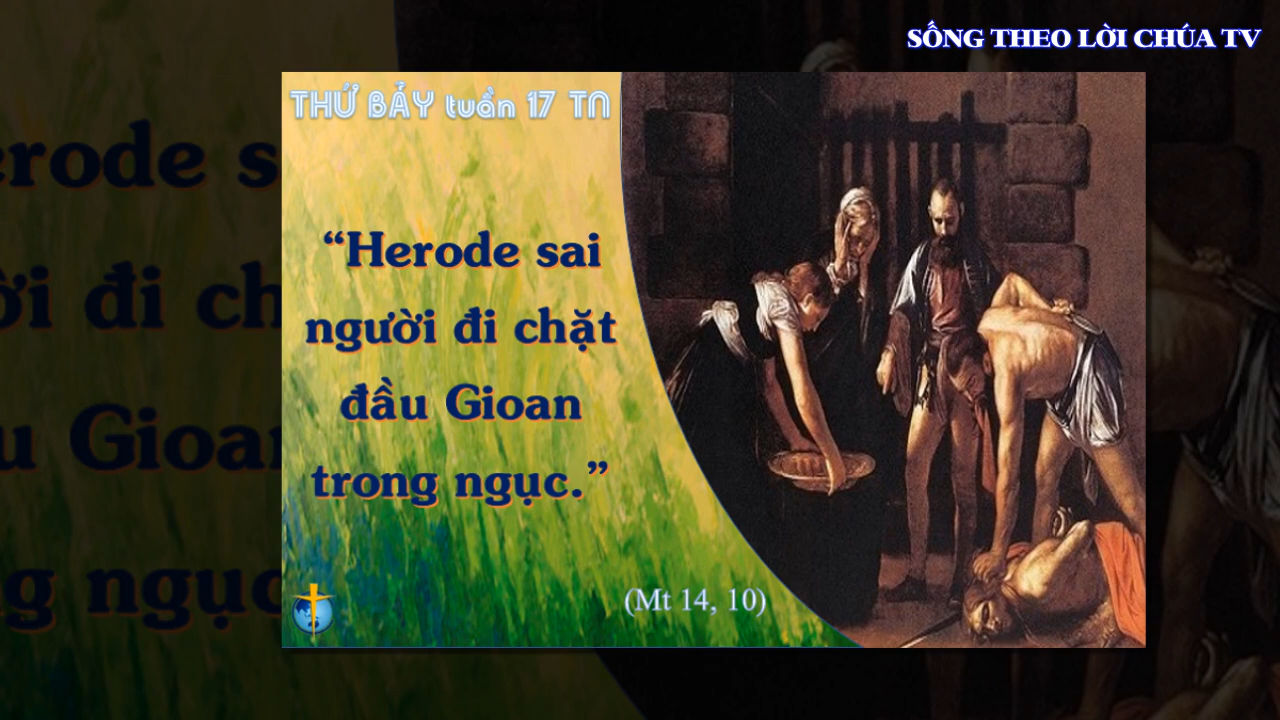 SỐNG THEO LỜI CHÚA TV
THỨ BẢY tuần 17 TN
“Herode sai
người đi chặt
đầu Gioan
trong ngục.”
(Mt 14, 10)